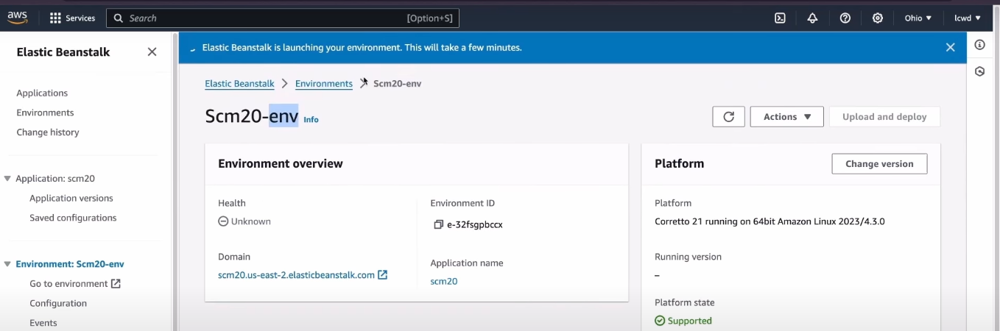 aws
Services
Search
[Option+S]
Ohio
lcwd
Elastic Beanstalk
Applications
Environments
Change history
Application: scm20
Application versions
Saved configurations
Environment: Scm20-env
Go to environment
Configuration
Events
Elastic Beanstalk is launching your environment. This will take a few minutes.
Elastic Beanstalk > Environments > Scm20-env
Scm20-env Info
Actions
Upload and deploy
Environment overview
Health
Unknown
Domain
scm20.us-east-2.elasticbeanstalk.com
Environment ID
e-32fsgpbccx
Application name
scm20
Platform
Change version
Platform
Corretto 21 running on 64bit Amazon Linux 2023/4.3.0
Running version
–
Platform state
Supported